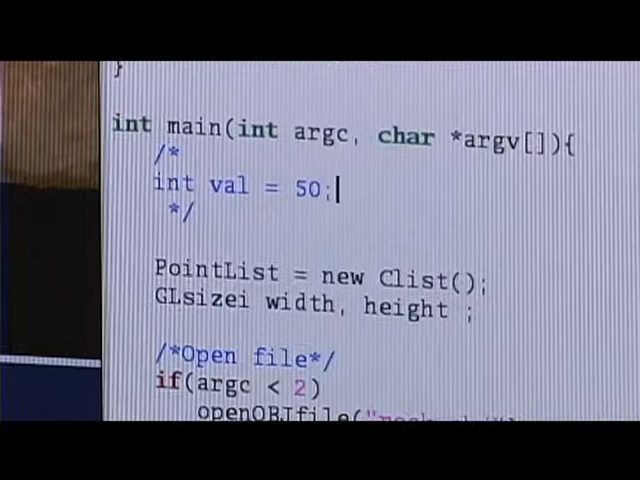 }
int main(int argc, char *argv[]){
/*
int val = 50;
*/
PointList = new Clist();
GLsizei width, height ;
/*Open file*/
if(argc < 2)
openOBJfile("